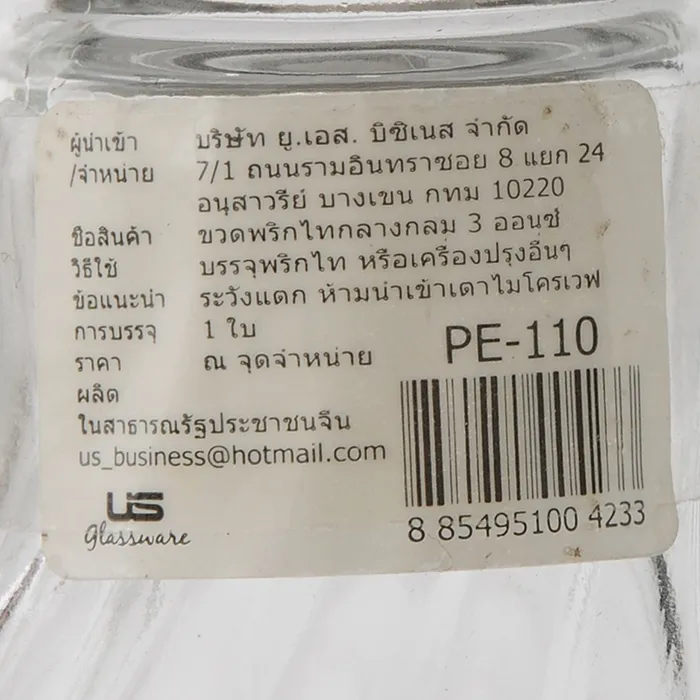 ผู้นำเข้า บริษัท ยู.เอส. บิซิเนส จำกัด
/จำหน่าย 7/1 ถนนรามอินทราซอย 8 แยก 24
อนุสาวรีย์ บางเขน กทม 10220
ชื่อสินค้า ขวดพริกไทกลางกลม 3 ออนซ์
วิธีใช้ บรรจุพริกไท หรือเครื่องปรุงอื่นๆ
ข้อแนะนำ ระวังแตก ห้ามนำเข้าเตาไมโครเวฟ
การบรรจุ 1 ใบ
ราคา ณ จุดจำหน่าย
PE-110
ผลิต
ในสาธารณรัฐประชาชนจีน
us_business@hotmail.com
us
Glassware
8 85495100 4233